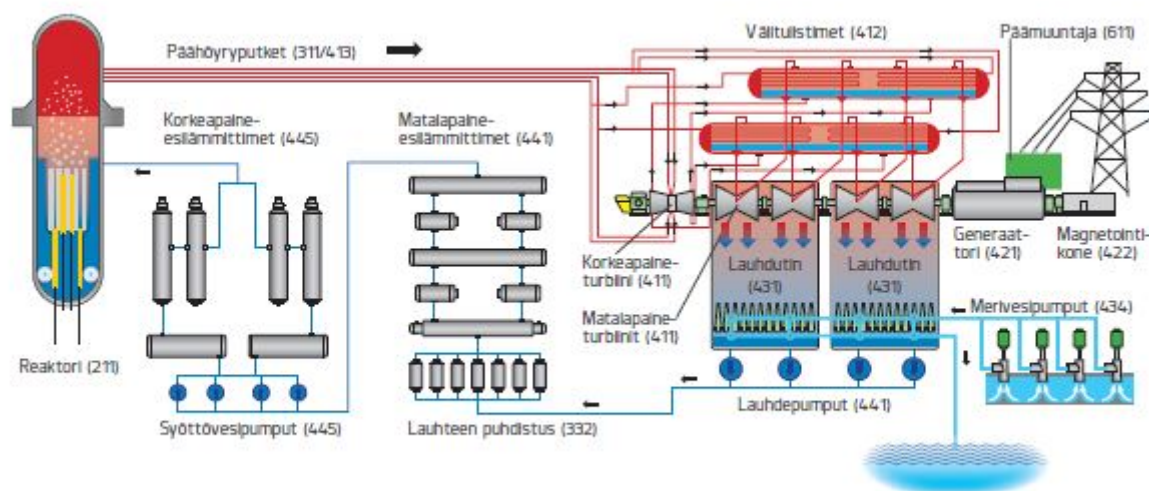 Päähöyryputket (311/413)
Välitulistimet (412)
Päämuuntaja (611)
Korkeapaine-
esilämmittimet (445)
Matalapaine-
esilämmittimet (441)
Korkeapaine-
turbiini
(411)
Lauhdutin
(431)
Lauhdutin
(431)
Generaat-
tori (421)
Magnetointi-
kone (422)
Matalapaine-
turbiinit (411)
Merivesipumput (434)
Reaktori (211)
Syöttövesipumput (445)
Lauhteen puhdistus (332)
Lauhdepumput (441)